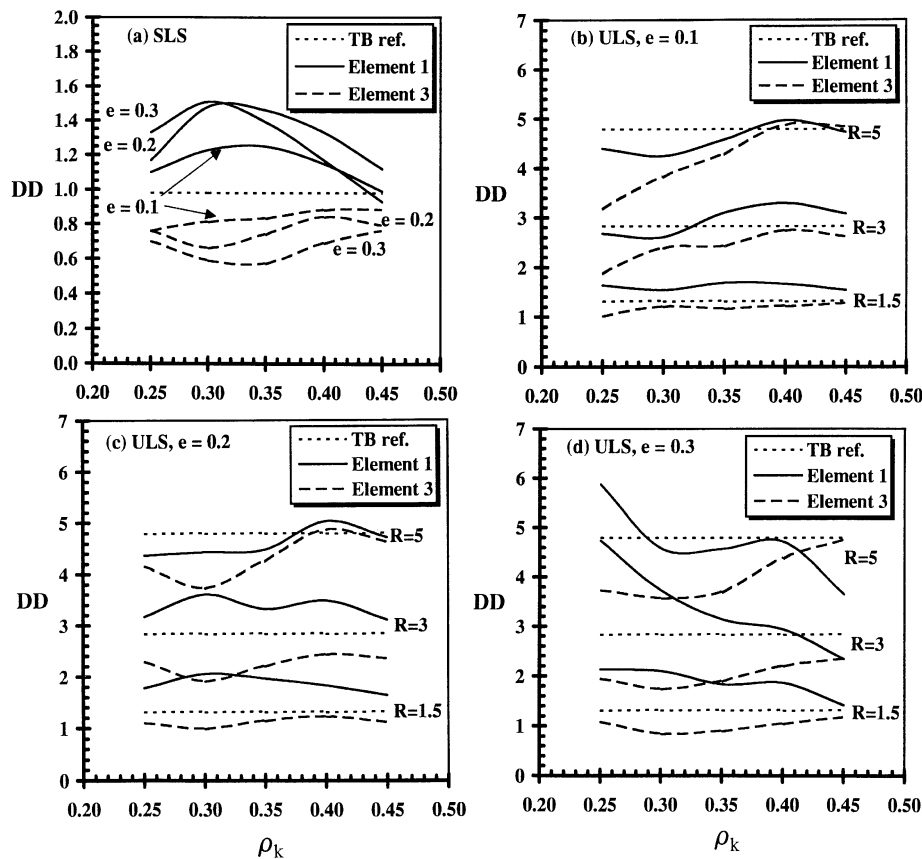 (a) SLS
TB ref.
Element 1
Element 3
e = 0.3
e = 0.2
e = 0.1
e = 0.2
e = 0.3
DD
2.0
1.8
1.6
1.4
1.2
1.0
0.8
0.6
0.4
0.2
0.0
0.20 0.25 0.30 0.35 0.40 0.45 0.50
(b) ULS, e = 0.1
TB ref.
Element 1
Element 3
R=5
R=3
R=1.5
DD
7
6
5
4
3
2
1
0
0.20 0.25 0.30 0.35 0.40 0.45 0.50
(c) ULS, e = 0.2
TB ref.
Element 1
Element 3
R=5
R=3
R=1.5
DD
7
6
5
4
3
2
1
0
0.20 0.25 0.30 0.35 0.40 0.45 0.50
ρk
(d) ULS, e = 0.3
TB ref.
Element 1
Element 3
R=5
R=3
R=1.5
DD
7
6
5
4
3
2
1
0
0.20 0.25 0.30 0.35 0.40 0.45 0.50
ρk